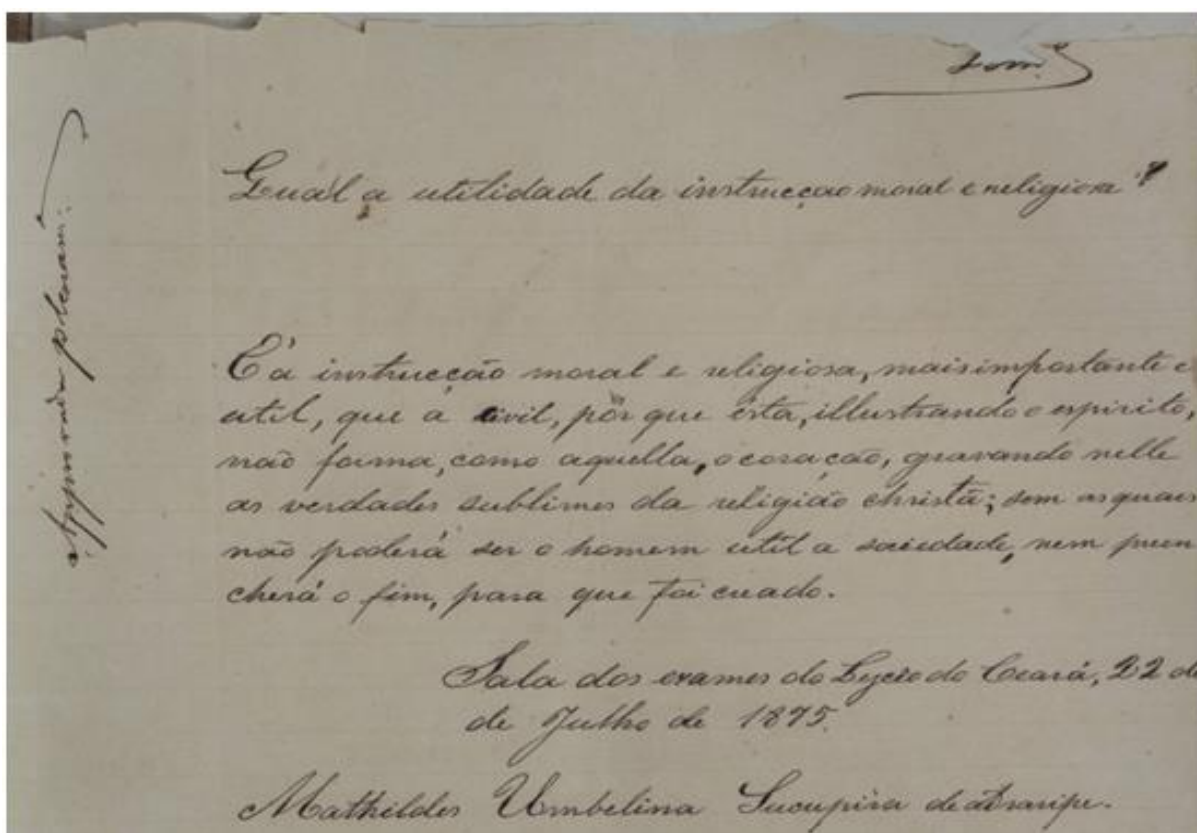 Qual a utilidade da instrucção moral e religiosa?
É a instrucção moral e religiosa, mais importante e
util, que a civil, por que esta, illustrando o espirito,
não forma, como aquella, o coração, gravando nelle
as verdades sublimes da religião christã; sem as quaes
não poderá ser o homem util a sociedade, nem preen
cherá o fim, para que foi creado.
Sala dos exames do Lyceo do Ceará, 22 de
de Julho de 1875.
Mathildes Umbelina Sucupira de Araripe.
Approvada plenam: